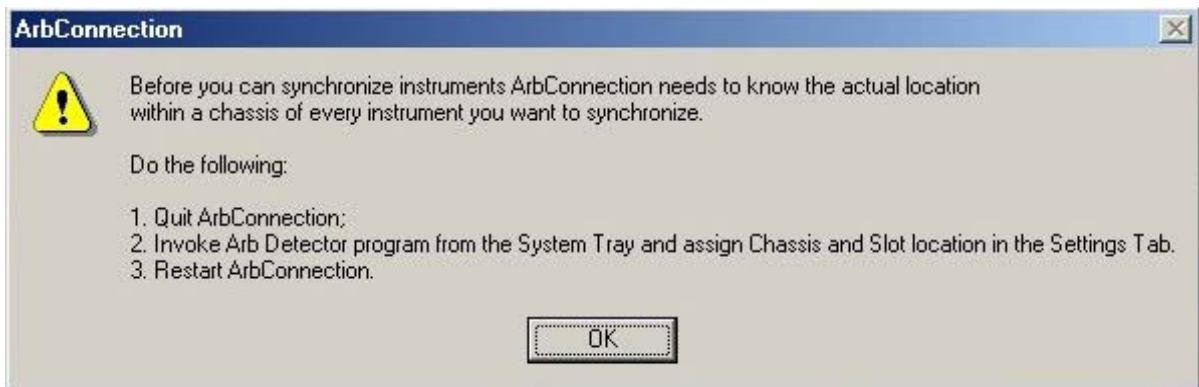 ArbConnection
Before you can synchronize instruments ArbConnection needs to know the actual location
within a chassis of every instrument you want to synchronize.
Do the following:
1. Quit ArbConnection;
2. Invoke Arb Detector program from the System Tray and assign Chassis and Slot location in the Settings Tab.
3. Restart ArbConnection.
OK